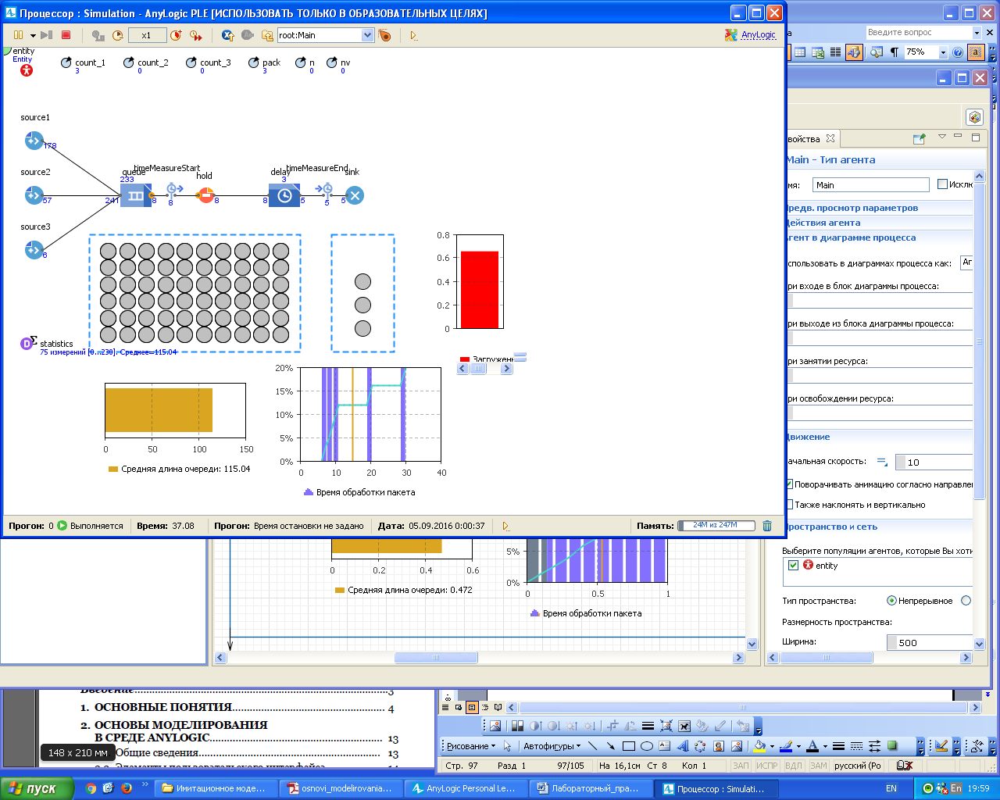 Процессор : Simulation - AnyLogic PLE [ИСПОЛЬЗОВАТЬ ТОЛЬКО В ОБРАЗОВАТЕЛЬНЫХ ЦЕЛЯХ]
x1
root:Main
AnyLogic
Введите вопрос
75%
entity
Entity
count_1
3
count_2
0
count_3
0
pack
3
n
0
nv
0
source1
178
source2
57
source3
6
queue
233
241
8
timeMeasureStart
8
hold
8
delay
3
8
5
timeMeasureEnd
5
sink
5
statistics
75 измерений [0...230]. Среднее=115.04
0.8
0.6
0.4
0.2
0
0
50
100
150
Средняя длина очереди: 115.04
20%
15%
10%
5%
0%
0
10
20
30
40
Время обработки пакета
Прогон: 0 Выполняется
Время: 37.08
Прогон: Время остановки не задано
Дата: 05.09.2016 0:00:37
Память: 24M из 247M
войства
Main - Тип агента
мя: Main
Исклю
Предв. просмотр параметров
Действия агента
Агент в диаграмме процесса
спользовать в диаграммах процесса как: Аг
ри входе в блок диаграммы процесса:
ри выходе из блока диаграммы процесса:
ри занятии ресурса:
ри освобождении ресурса:
Движение
ачальная скорость: 10
Поворачивать анимацию согласно направле
Также наклонять и вертикально
Пространство и сеть
Выберите популяции агентов, которые Вы хоти
entity
Тип пространства: Непрерывное
Размерность пространства:
Ширина: 500
0
0.2
0.4
0.6
Средняя длина очереди: 0.472
5%
0%
0
0.5
1
Время обработки пакета
Введение 3
1. ОСНОВНЫЕ ПОНЯТИЯ 4
2. ОСНОВЫ МОДЕЛИРОВАНИЯ
В СРЕДЕ ANYLOGIC 13
Общие сведения 13
148 x 210 мм
Рисование
Автофигуры
Стр. 97 Разд 1 97/105 На 16,1см Ст 8 Кол 1 ЗАП ИСПР ВДЛ ЗАМ русский (Ро
пуск
Имитационное моде...
osnovi_modelirovania...
AnyLogic Personal Le...
Лабораторный_пра...
Процессор : Simulati...
EN
En
19:59